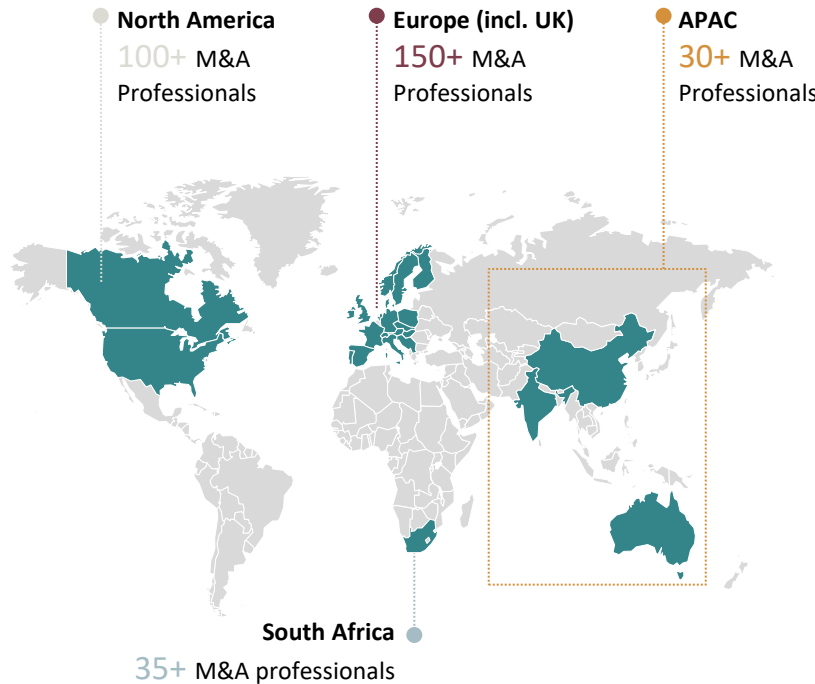 North America
100+ M&A
Professionals
Europe (incl. UK)
150+ M&A
Professionals
APAC
30+ M&A
Professionals
South Africa
35+ M&A professionals